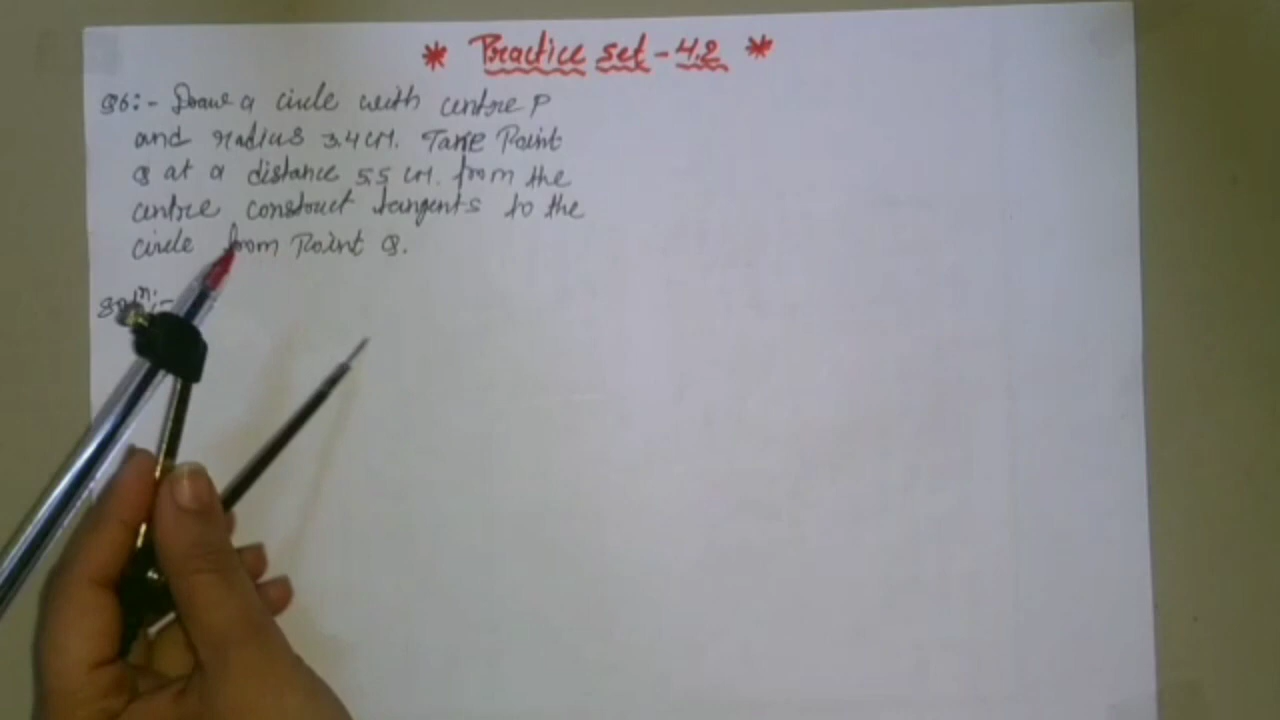 * Practice set - 4.2 *
Q6:- Draw a circle with centre P
and radius 3.4 cm. Take Point
Q at a distance 5.5 cm. from the
centre construct tangents to the
circle from Point Q.
Soln:-